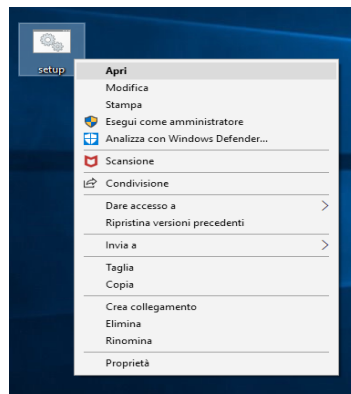 setup
Apri
Modifica
Stampa
Esegui come amministratore
Analizza con Windows Defender...
Scansione
Condivisione
Dare accesso a
Ripristina versioni precedenti
Invia a
Taglia
Copia
Crea collegamento
Elimina
Rinomina
Proprietà